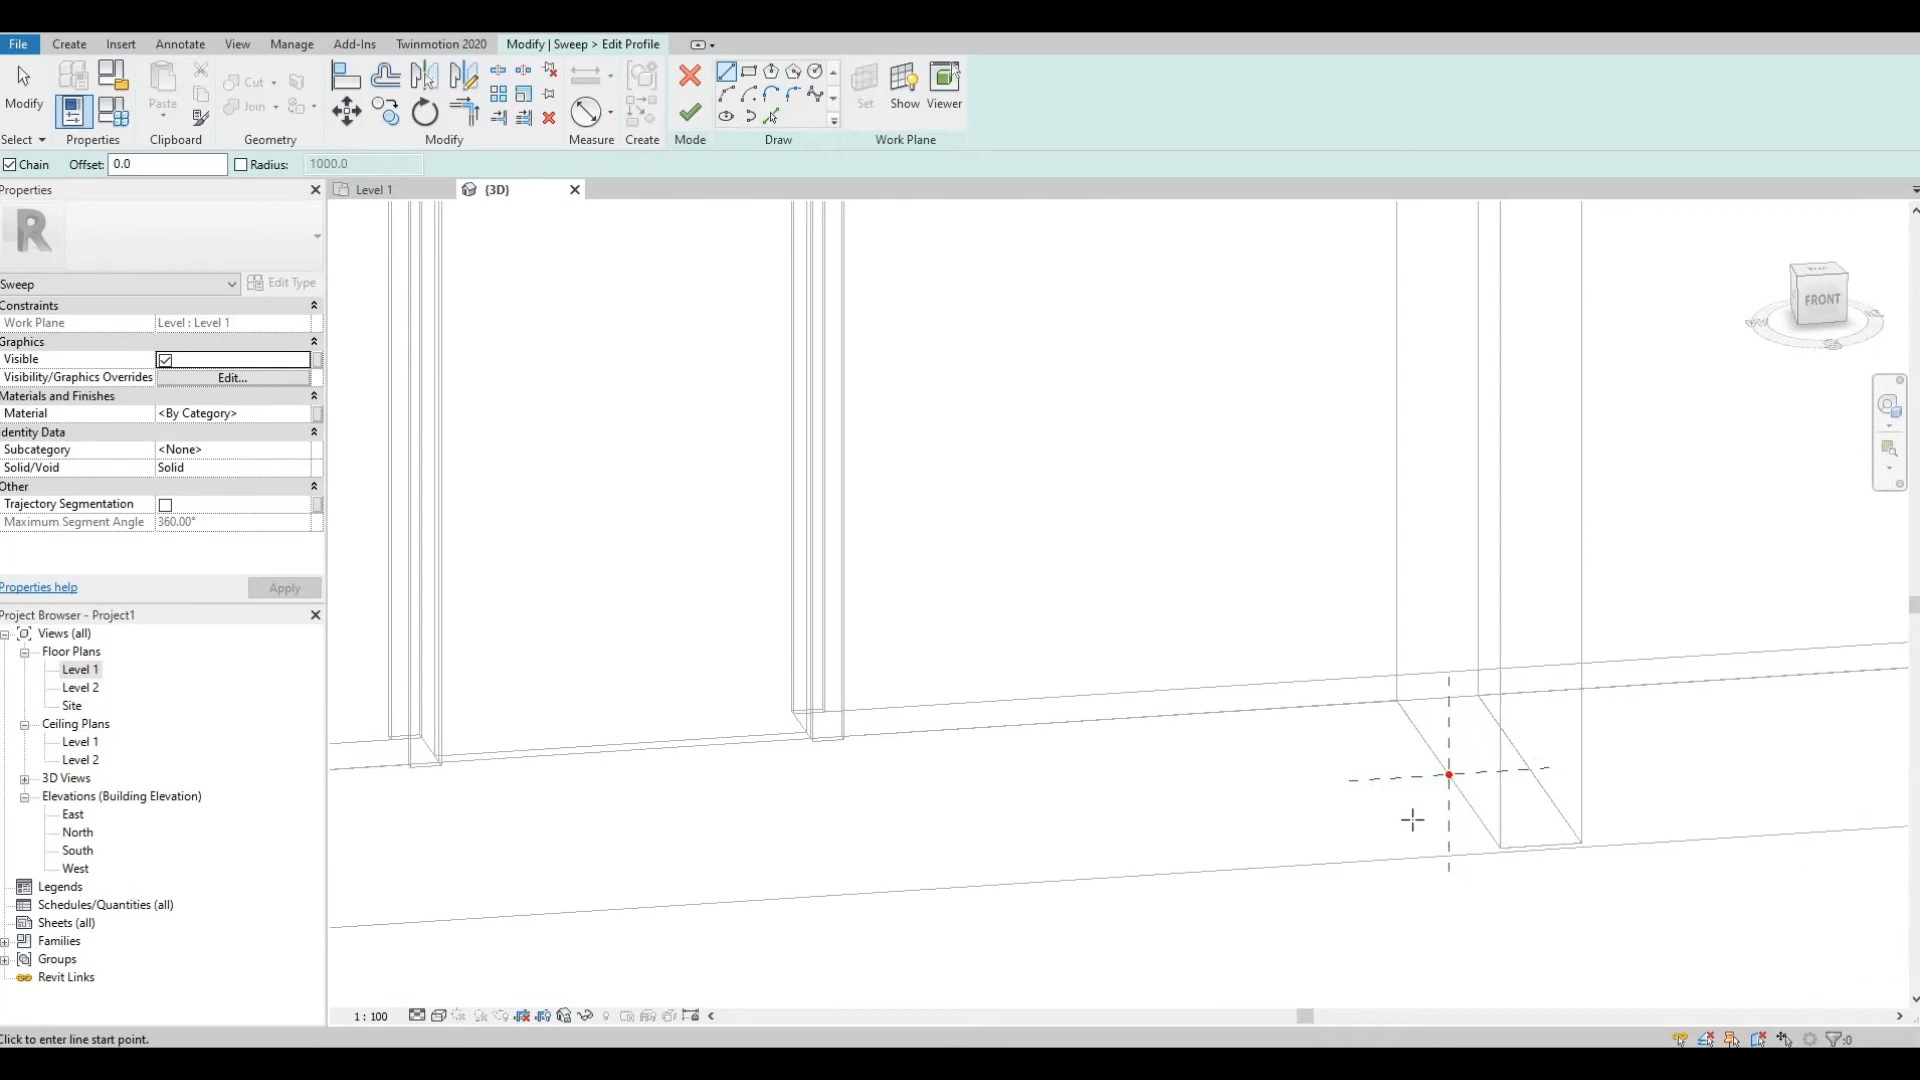 File Create Insert Annotate View Manage Add-Ins Twinmotion 2020 Modify | Sweep > Edit Profile
Modify Paste Cut Join Set Show Viewer
Select Properties Clipboard Geometry Modify Measure Create Mode Draw Work Plane
Chain Offset: 0.0 Radius: 1000.0
Properties
Level 1 {3D}
R
Sweep Edit Type
Constraints
Work Plane Level : Level 1
Graphics
Visible
Visibility/Graphics Overrides Edit...
Materials and Finishes
Material <By Category>
Identity Data
Subcategory <None>
Solid/Void Solid
Other
Trajectory Segmentation
Maximum Segment Angle 360.00°
Properties help Apply
Project Browser - Project1
Views (all)
Floor Plans
Level 1
Level 2
Site
Ceiling Plans
Level 1
Level 2
3D Views
Elevations (Building Elevation)
East
North
South
West
Legends
Schedules/Quantities (all)
Sheets (all)
Families
Groups
Revit Links
FRONT
1 : 100
Click to enter line start point.
:0